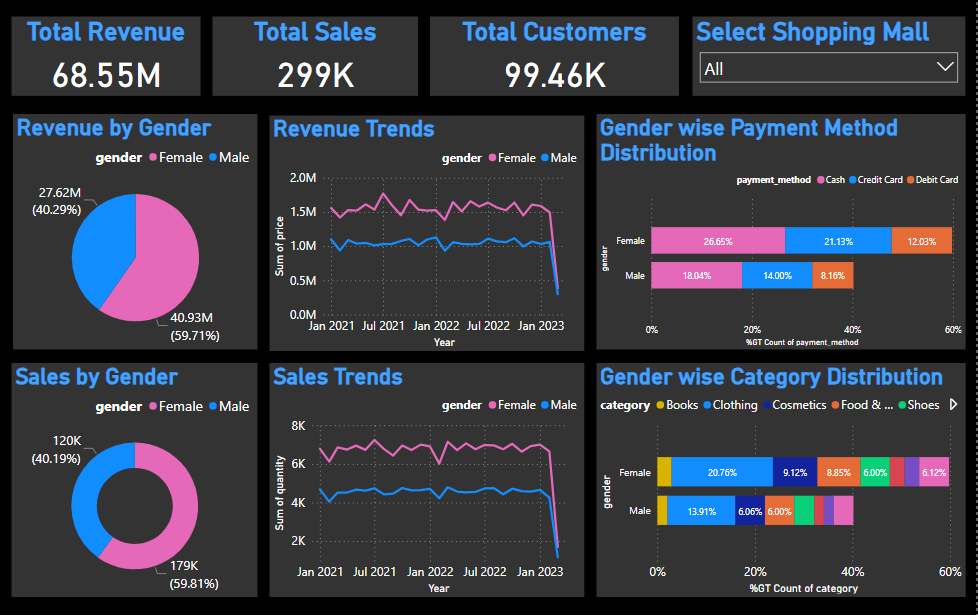 Total Revenue
68.55M
Total Sales
299K
Total Customers
99.46K
Select Shopping Mall
All
Revenue by Gender
gender Female Male
27.62M
(40.29%)
40.93M
(59.71%)
Revenue Trends
gender Female Male
Sum of price
2.0M
1.5M
1.0M
0.5M
0.0M
Jan 2021 Jul 2021 Jan 2022 Jul 2022 Jan 2023
Year
Gender wise Payment Method
Distribution
payment_method Cash Credit Card Debit Card
gender
Female 26.65% 21.13% 12.03%
Male 18.04% 14.00% 8.16%
0% 20% 40% 60%
%GT Count of payment_method
Sales by Gender
gender Female Male
120K
(40.19%)
179K
(59.81%)
Sales Trends
gender Female Male
Sum of quantity
8K
6K
4K
2K
Jan 2021 Jul 2021 Jan 2022 Jul 2022 Jan 2023
Year
Gender wise Category Distribution
category Books Clothing Cosmetics Food & ... Shoes
gender
Female 20.76% 9.12% 8.85% 6.00% 6.12%
Male 13.91% 6.06% 6.00%
0% 20% 40% 60%
%GT Count of category